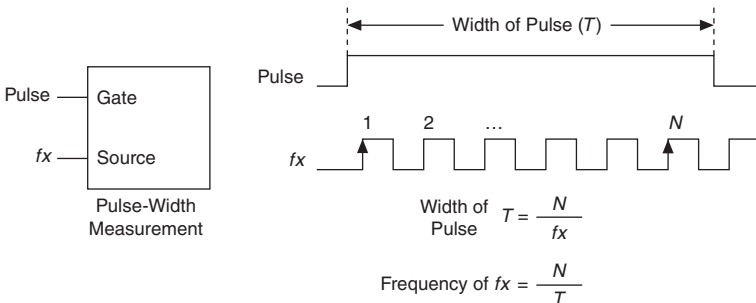 Width of Pulse (T)
Pulse
Pulse
Gate
1 2 ... N
fx
Source
fx
Pulse-Width
Measurement
Width of
Pulse
T = N
fx
Frequency of fx = N
T